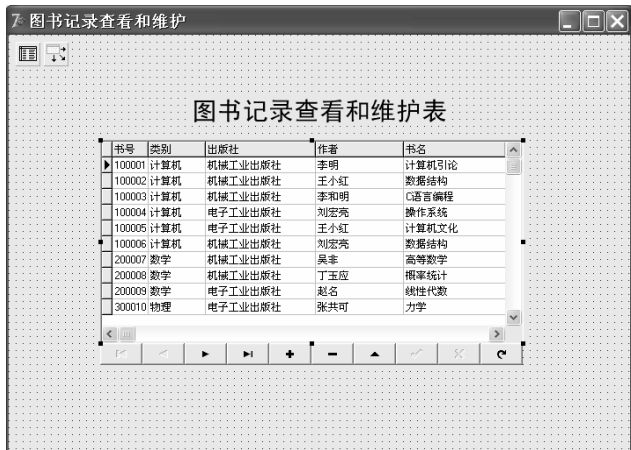 图书记录查看和维护
图书记录查看和维护表
书号 类别 出版社 作者 书名
100001 计算机 机械工业出版社 李明 计算机引论
100002 计算机 机械工业出版社 王小红 数据结构
100003 计算机 机械工业出版社 李和明 C语言编程
100004 计算机 电子工业出版社 刘宏亮 操作系统
100005 计算机 电子工业出版社 王小红 计算机文化
100006 计算机 机械工业出版社 刘宏亮 数据结构
200007 数学 机械工业出版社 吴非 高等数学
200008 数学 机械工业出版社 丁玉应 概率统计
200009 数学 电子工业出版社 赵名 线性代数
300010 物理 电子工业出版社 张共可 力学